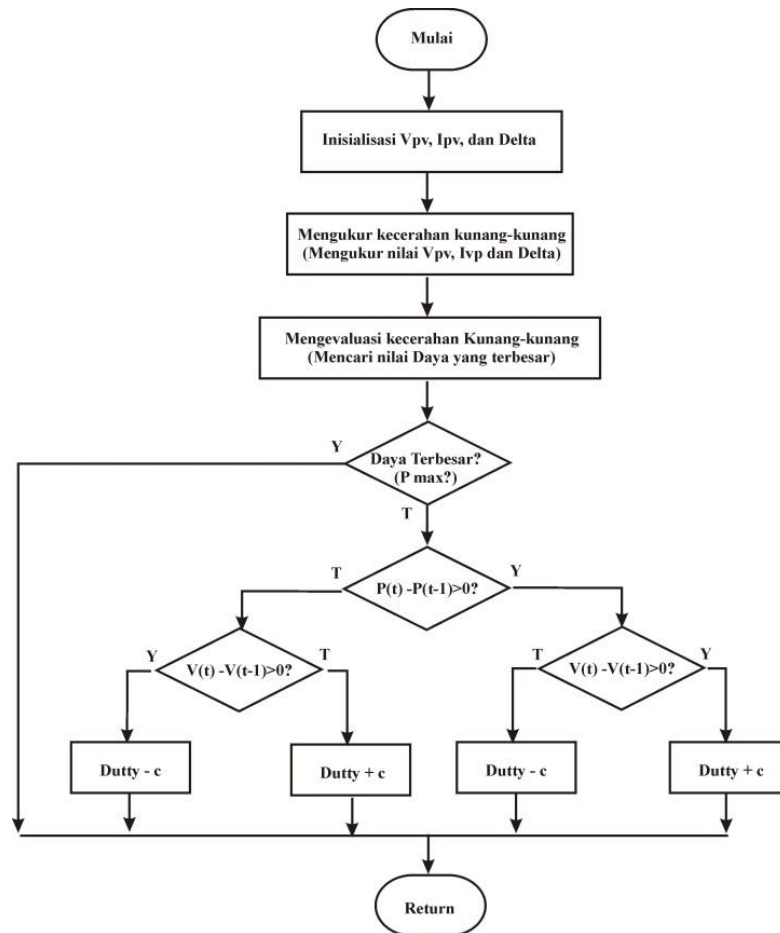 Mulai
Inisialisasi Vpv, Ipv, dan Delta
Mengukur kecerahan kunang-kunang
(Mengukur nilai Vpv, Ivp dan Delta)
Mengevaluasi kecerahan Kunang-kunang
(Mencari nilai Daya yang terbesar)
Y
Daya Terbesar?
(P max?)
T
T
P(t) -P(t-1)>0?
Y
Y
V(t) -V(t-1)>0?
T
T
V(t) -V(t-1)>0?
Y
Dutty - c
Dutty + c
Dutty - c
Dutty + c
Return